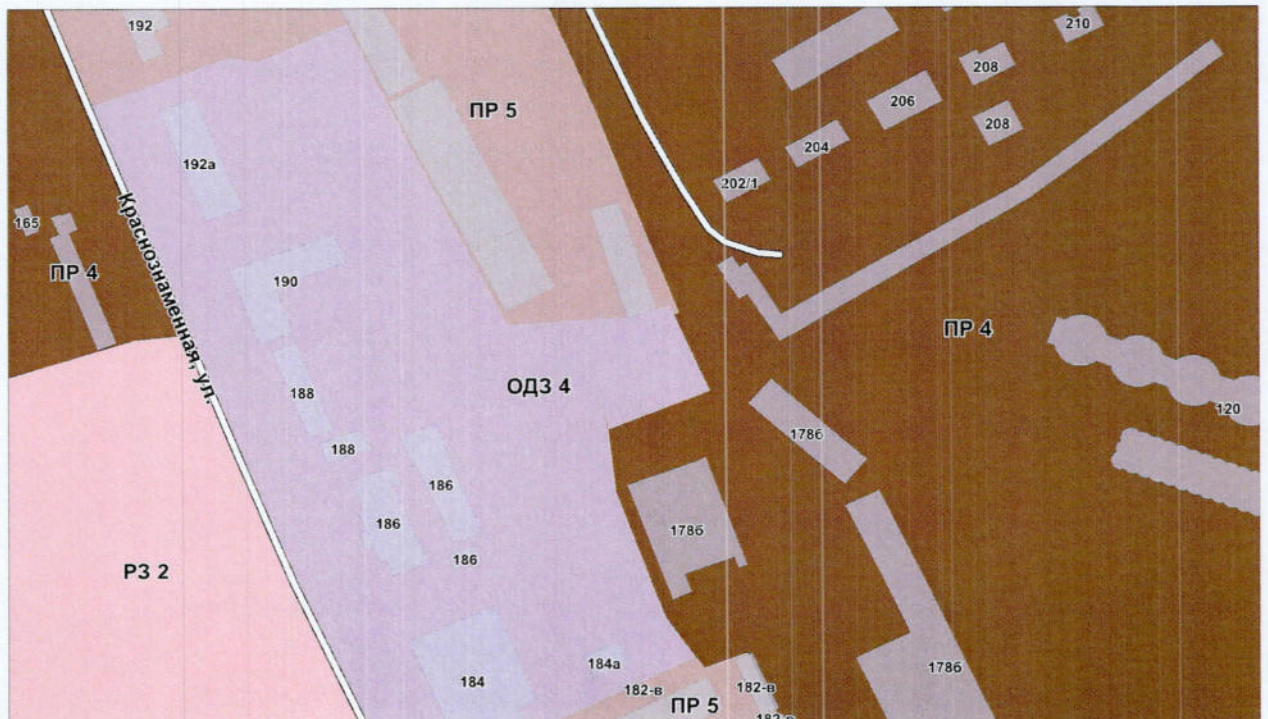 192
210
208
ПР 5
206
208
204
192а
202/1
165
Краснознаменная, ул.
ПР 4
190
ПР 4
ОДЗ 4
188
120
178б
188
186
186
178б
186
РЗ 2
184а
178б
184
182-в
182-в
ПР 5